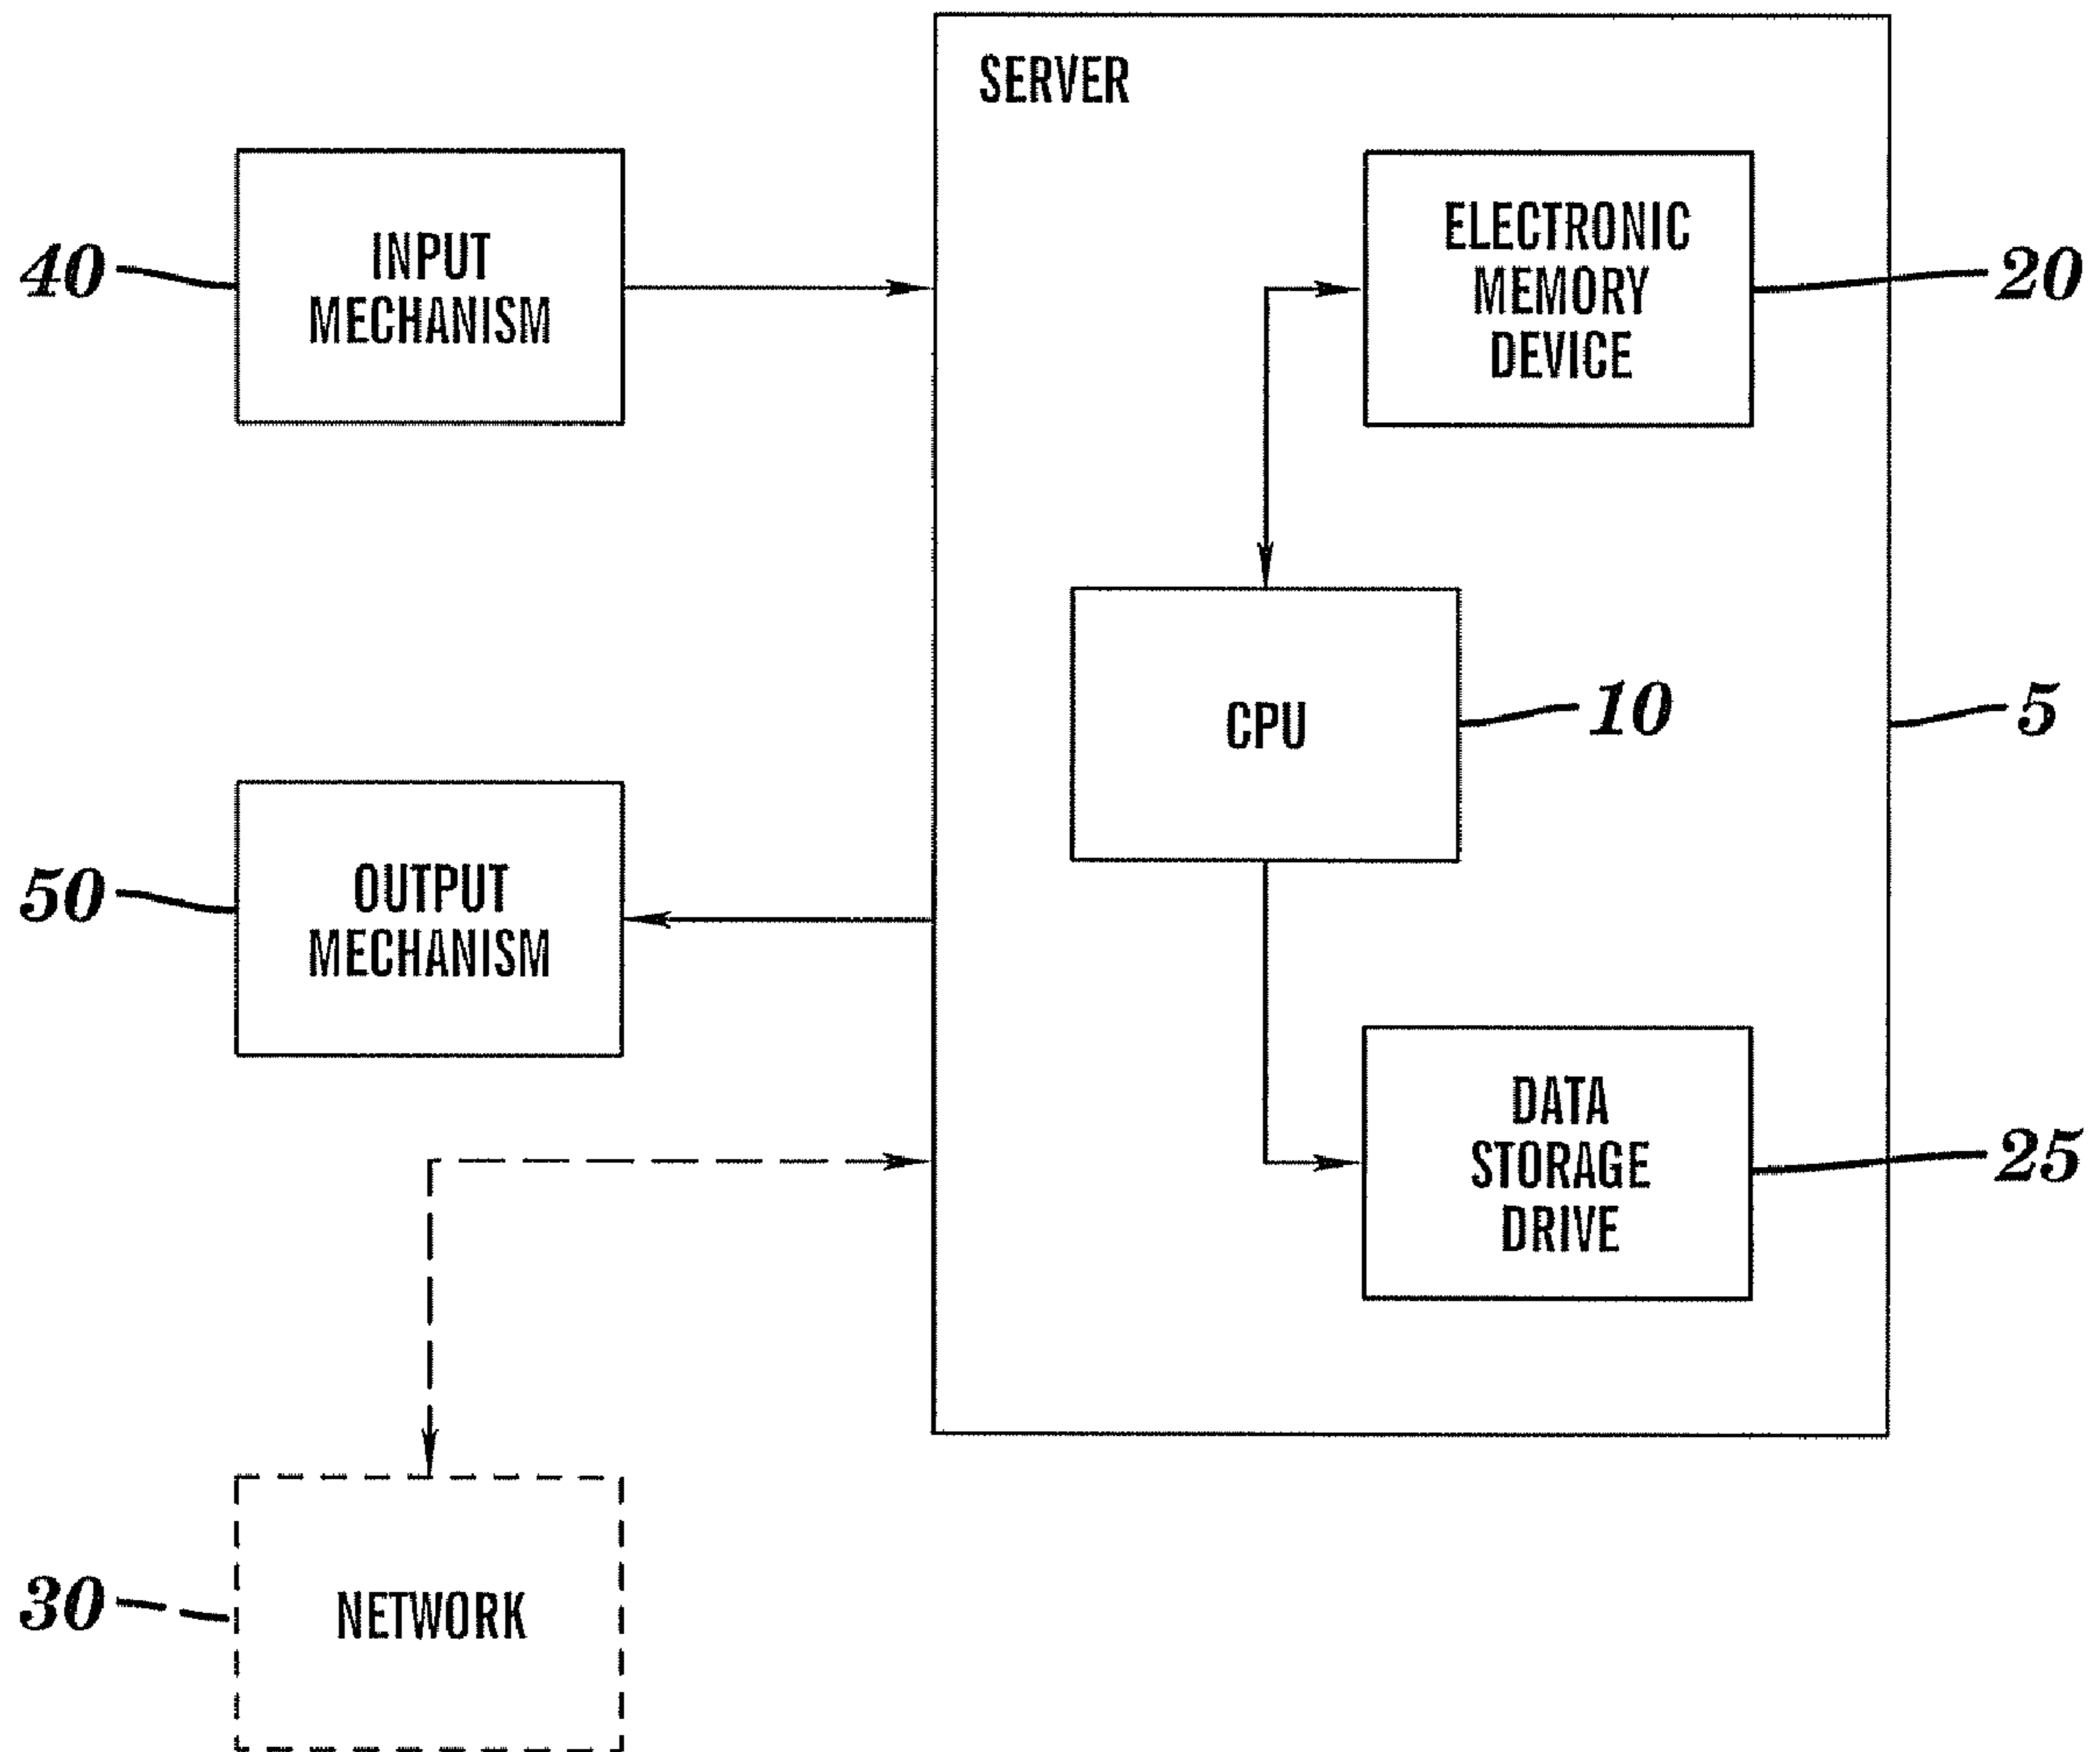 SERVER
INPUT
MECHANISM
40
ELECTRONIC
MEMORY
DEVICE
20
CPU
10
5
OUTPUT
MECHANISM
50
DATA
STORAGE
DRIVE
25
NETWORK
30